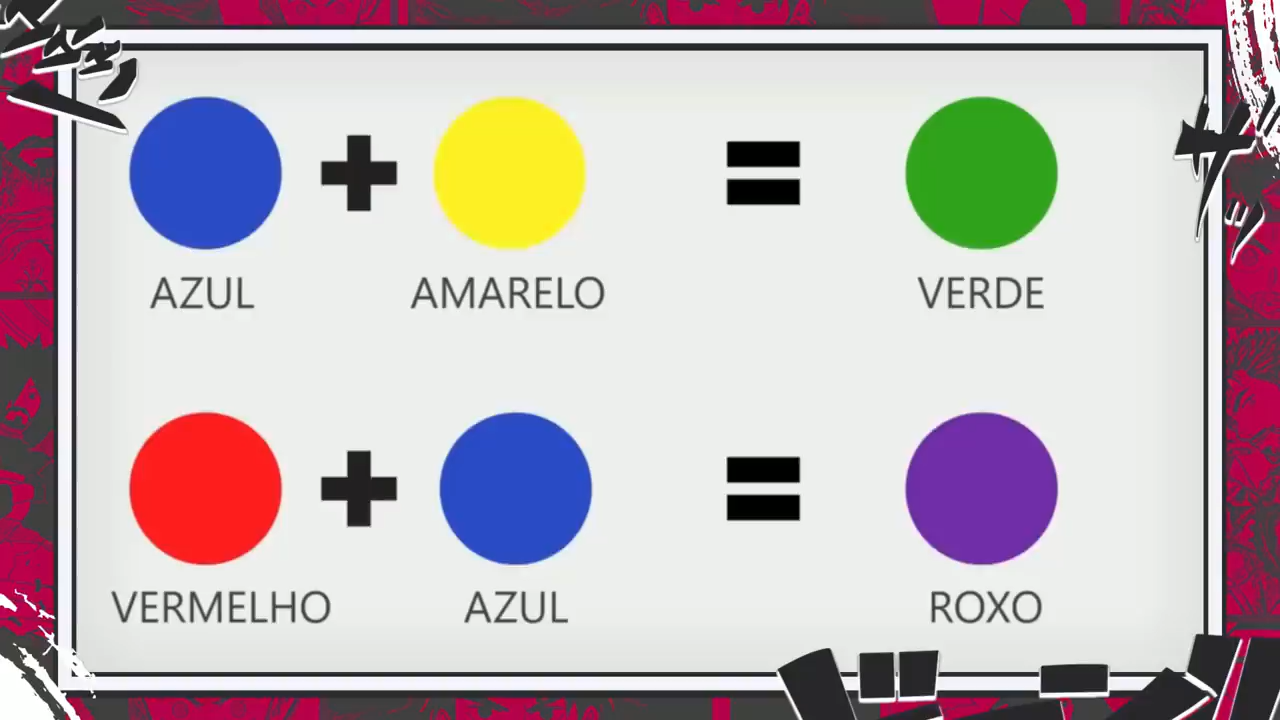 AZUL + AMARELO = VERDE
VERMELHO + AZUL = ROXO